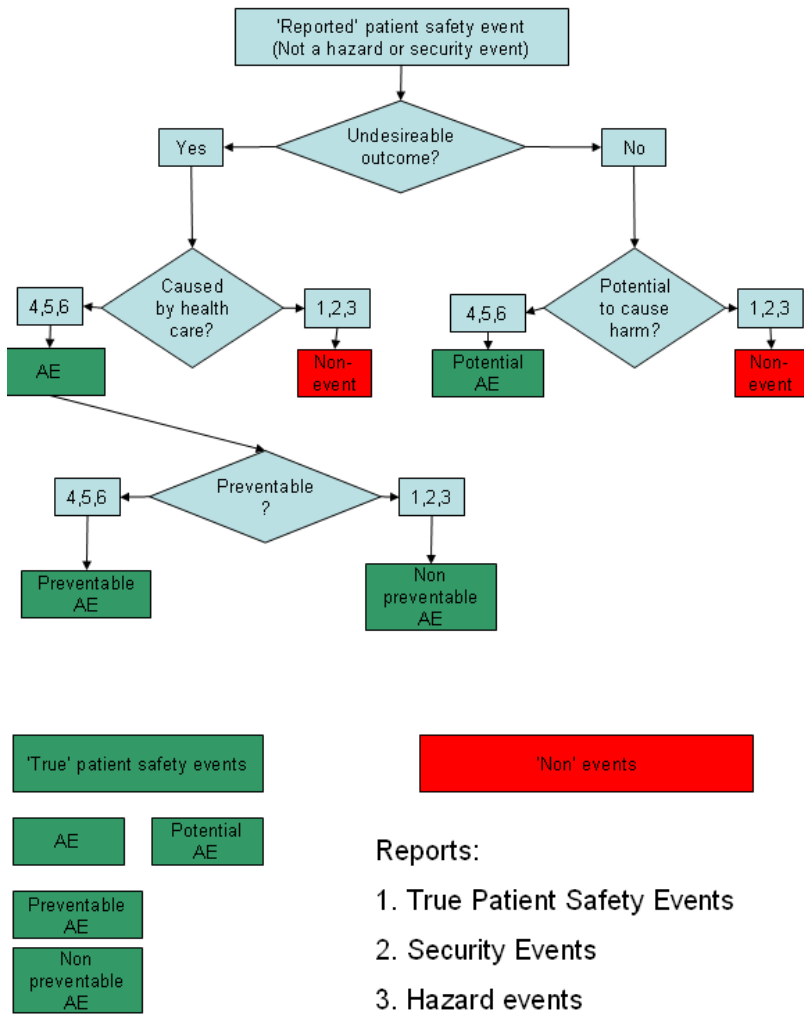 'Reported' patient safety event
(Not a hazard or security event)
Yes
Undesireable
outcome?
No
4,5,6
Caused
by health
care?
1,2,3
4,5,6
Potential
to cause
harm?
1,2,3
AE
Non-
event
Potential
AE
Non-
event
4,5,6
Preventable
?
1,2,3
Preventable
AE
Non
preventable
AE
'True' patient safety events
'Non' events
AE
Potential
AE
Preventable
AE
Non
preventable
AE
Reports:
1. True Patient Safety Events
2. Security Events
3. Hazard events